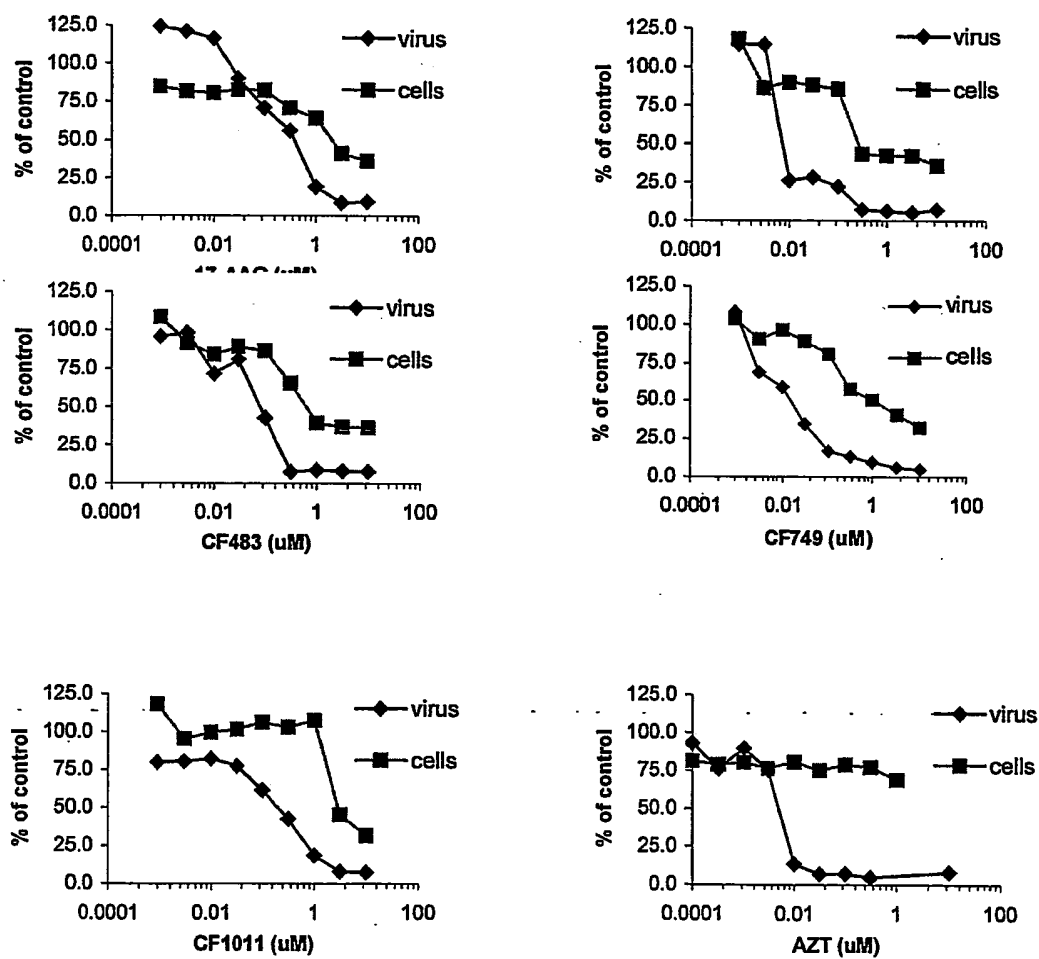 % of control
125.0
100.0
75.0
50.0
25.0
0.0
0.0001
0.01
1
100
virus
cells
% of control
125.0
100.0
75.0
50.0
25.0
0.0
0.0001
0.01
1
100
virus
cells
% of control
125.0
100.0
75.0
50.0
25.0
0.0
0.0001
0.01
1
100
CF483 (uM)
virus
cells
% of control
125.0
100.0
75.0
50.0
25.0
0.0
0.0001
0.01
1
100
CF749 (uM)
virus
cells
% of control
125.0
100.0
75.0
50.0
25.0
0.0
0.0001
0.01
1
100
CF1011 (uM)
virus
cells
% of control
125.0
100.0
75.0
50.0
25.0
0.0
0.0001
0.01
1
100
AZT (uM)
virus
cells